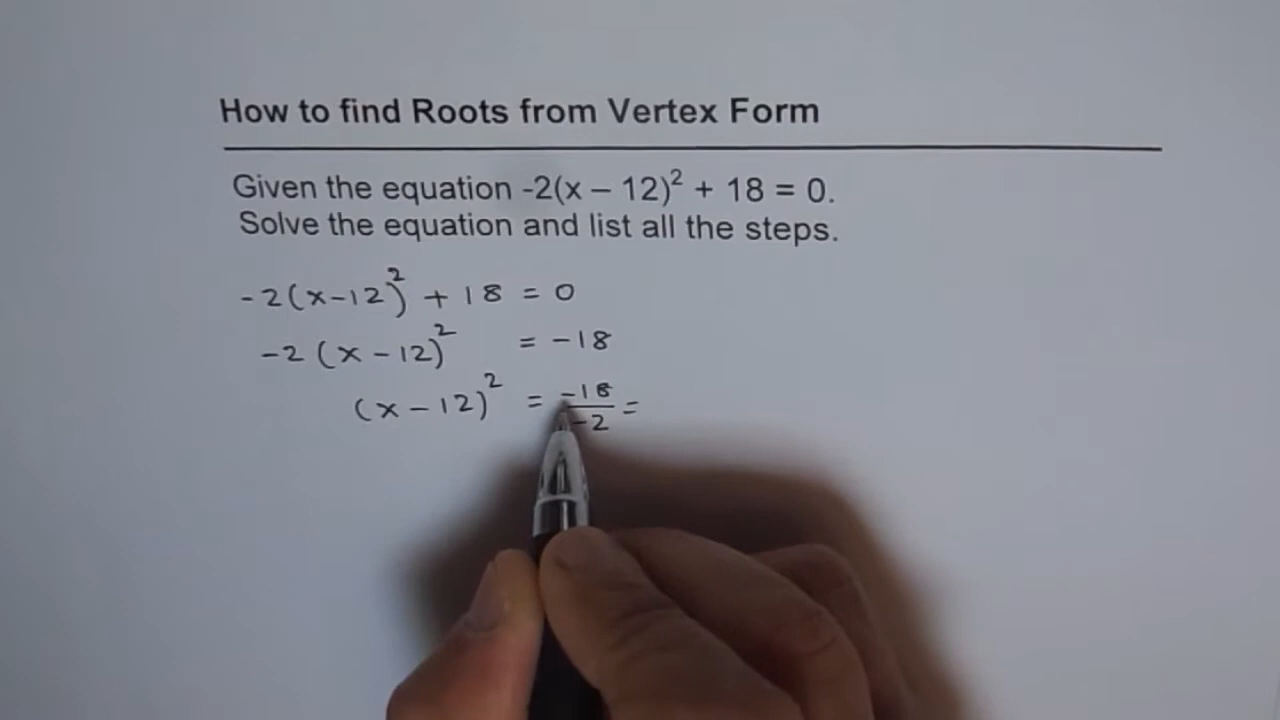 How to find Roots from Vertex Form
Given the equation -2(x – 12)² + 18 = 0.
Solve the equation and list all the steps.
-2(x-12)² + 18 = 0
-2(x-12)² = -18
(x-12)² = -18/-2 =